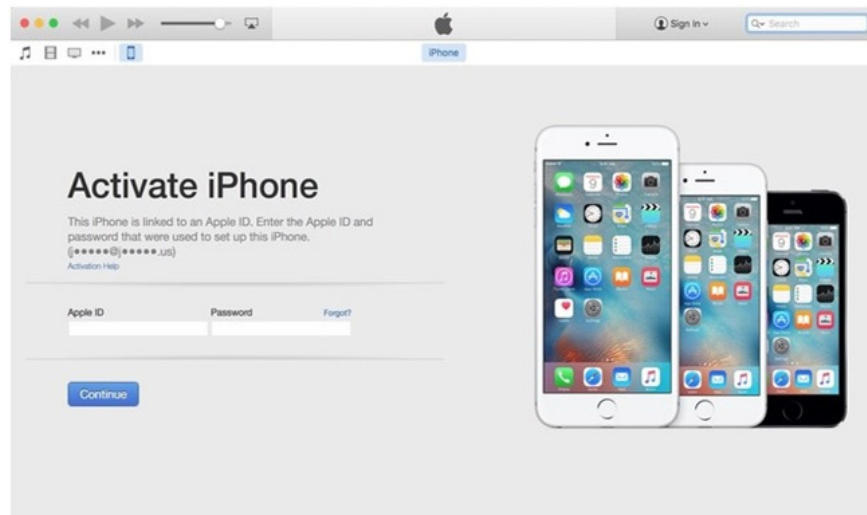 Sign In
Search
iPhone
Activate iPhone
This iPhone is linked to an Apple ID. Enter the Apple ID and
password that were used to set up this iPhone.
(j●●●●●@j●●●●●.us)
Activation Help
Apple ID
Password
Forgot?
Continue